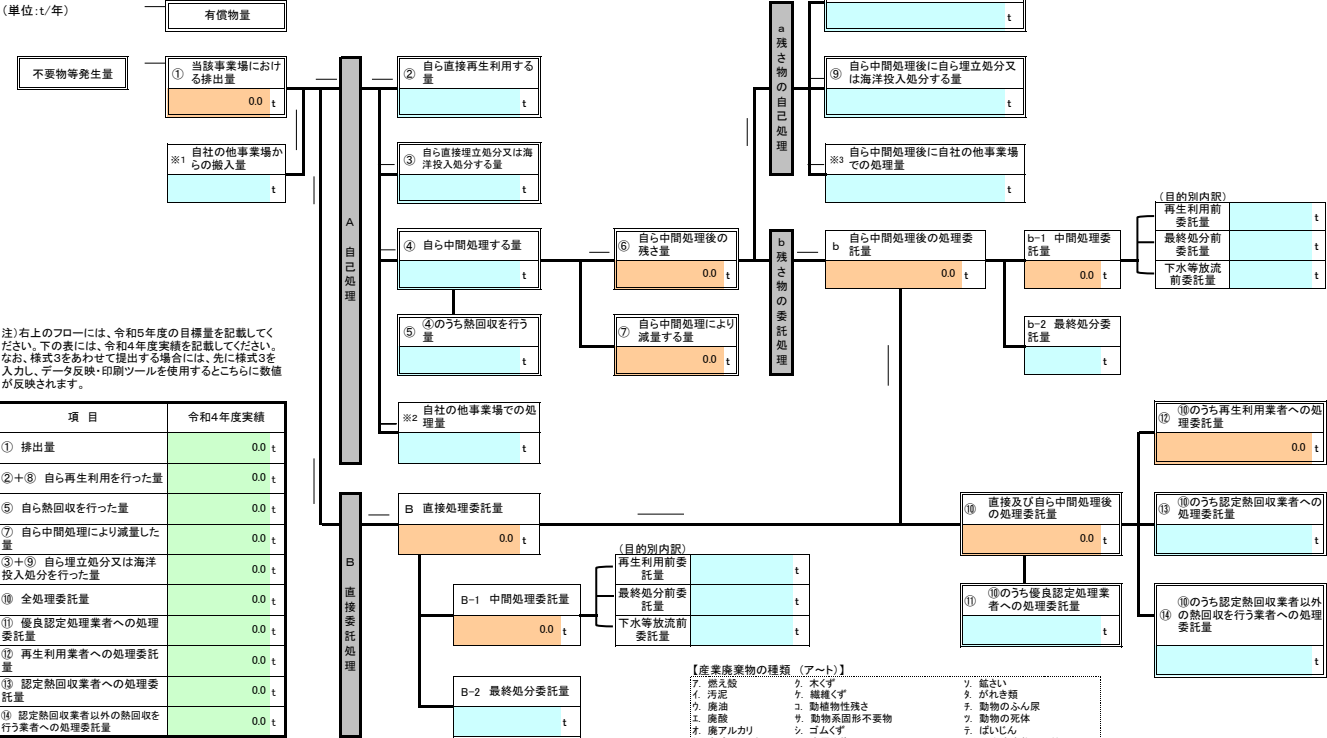 (単位:t/年)
有償物量
不要物等発生量
① 当該事業場におけ
る排出量
0.0 t
※1 自社の他事業場か
らの搬入量
t
A 自己処理
② 自ら直接再生利用する
量
t
③ 自ら直接埋立処分又は海
洋投入処分する量
t
④ 自ら中間処理する量
t
⑤ ④のうち熱回収を行う
量
t
※2 自社の他事業場での処
理量
t
⑥ 自ら中間処理後の
残さ量
0.0 t
⑦ 自ら中間処理により
減量する量
0.0 t
a 残さ物の自己処理
t
⑨ 自ら中間処理後に自ら埋立処分又
は海洋投入処分する量
t
※3 自ら中間処理後に自社の他事業場
での処理量
t
b 残さ物の委託処理
b 自ら中間処理後の処理委
託量
0.0 t
b-1 中間処理委
託量
0.0 t
(目的別内訳)
再生利用前
委託量
t
最終処分前
委託量
t
下水等放流
前委託量
t
b-2 最終処分委
託量
t
注)右上のフローには、令和5年度の目標量を記載してく
ださい。下の表には、令和4年度実績を記載してください。
なお、様式3をあわせて提出する場合には、先に様式3を
入力し、データ反映・印刷ツールを使用するとこちらに数値
が反映されます。
項 目 令和4年度実績
① 排出量 0.0 t
②+⑧ 自ら再生利用を行った量 0.0 t
⑤ 自ら熱回収を行った量 0.0 t
⑦ 自ら中間処理により減量した
量 0.0 t
③+⑨ 自ら埋立処分又は海洋
投入処分を行った量 0.0 t
⑩ 全処理委託量 0.0 t
⑪ 優良認定処理業者への処理
委託量 0.0 t
⑫ 再生利用業者への処理委託
量 0.0 t
⑬ 認定熱回収業者への処理委
託量 0.0 t
⑭ 認定熱回収業者以外の熱回収を
行う業者への処理委託量 0.0 t
B 直接委託処理
B 直接処理委託量
0.0 t
B-1 中間処理委託量
0.0 t
(目的別内訳)
再生利用前委
託量
t
最終処分前委
託量
t
下水等放流前
委託量
t
B-2 最終処分委託量
t
⑩ 直接及び自ら中間処理後
の処理委託量
0.0 t
⑪ ⑩のうち優良認定処理業
者への処理委託量
t
⑫ ⑩のうち再生利用業者への処
理委託量
0.0 t
⑬ ⑩のうち認定熱回収業者への
処理委託量
t
⑭ ⑩のうち認定熱回収業者以外
の熱回収を行う業者への処理
委託量
t
【産業廃棄物の種類 (ア~ト)】
ア. 燃え殻 ク. 木くず ソ. 鉱さい
イ. 汚泥 ケ. 繊維くず タ. がれき類
ウ. 廃油 コ. 動植物性残さ チ. 動物のふん尿
エ. 廃酸 サ. 動物系固形不要物 ツ. 動物の死体
オ. 廃アルカリ シ. ゴムくず テ. ばいじん